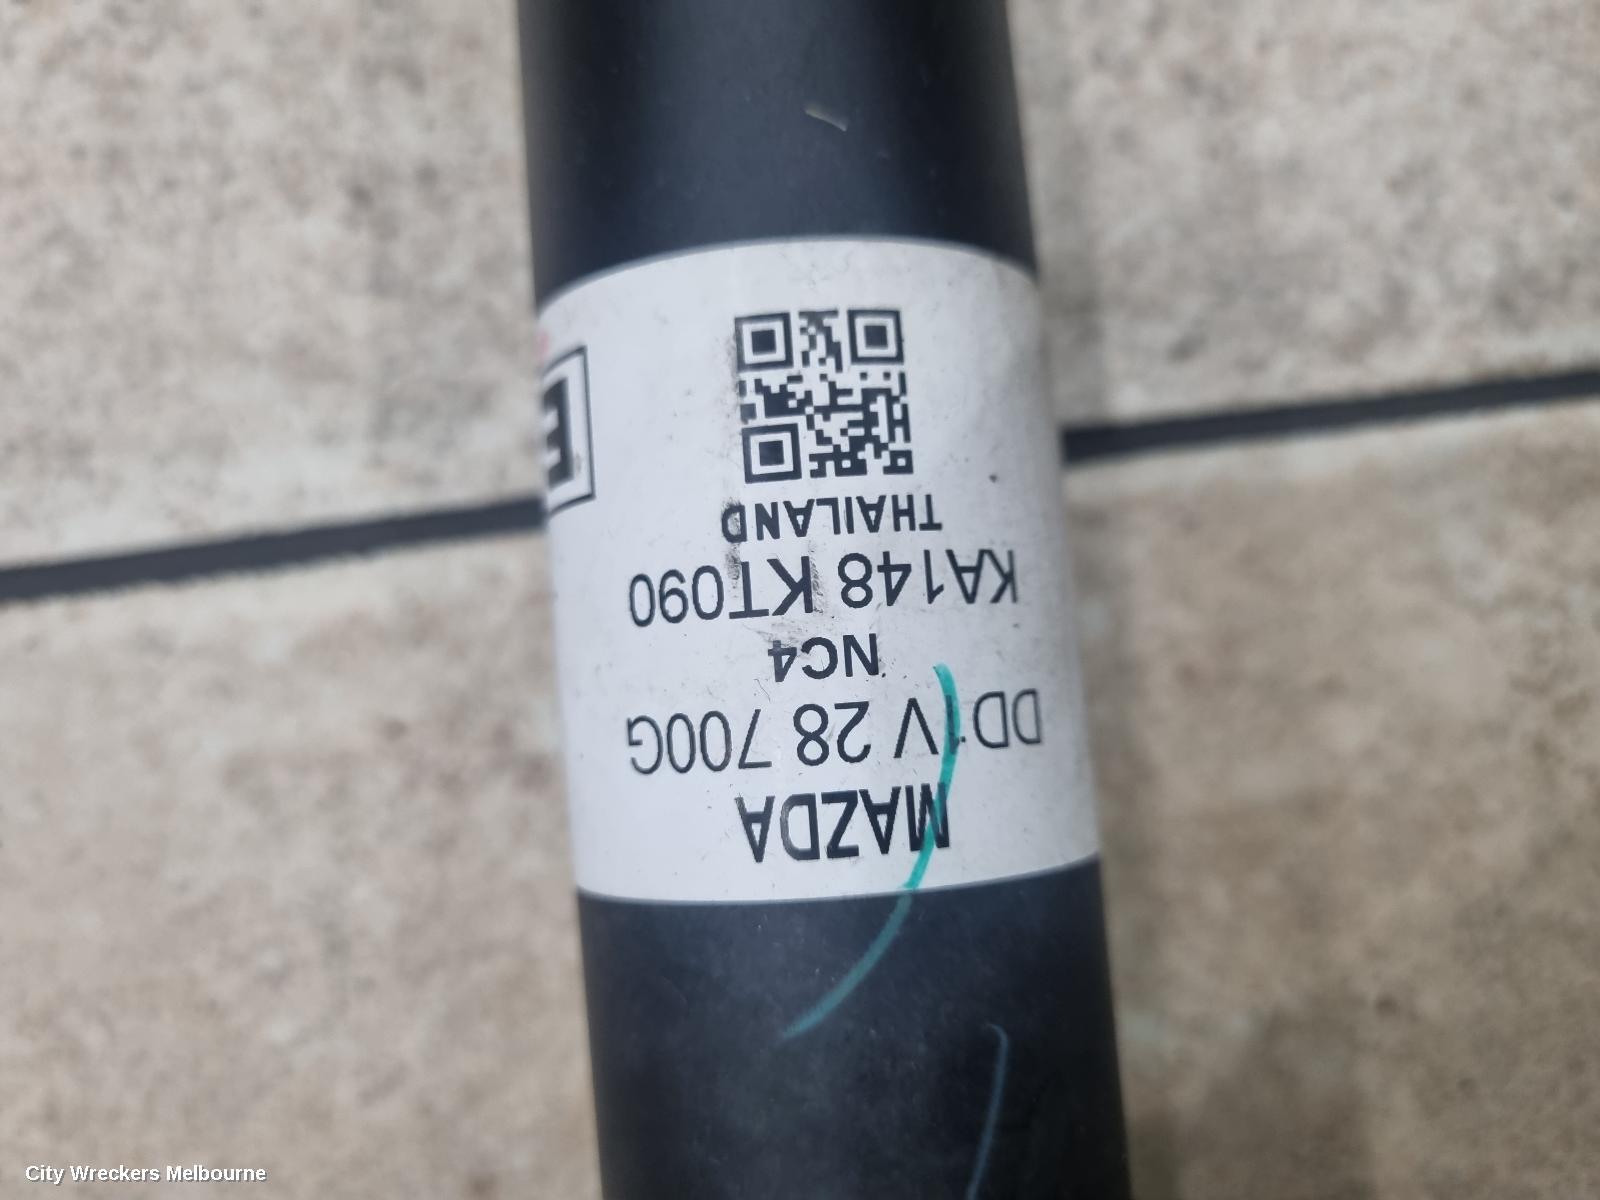 MAZDA
DD1V 28 700G
NC4
KA148 KT090
THAILAND
E
City Wreckers Melbourne